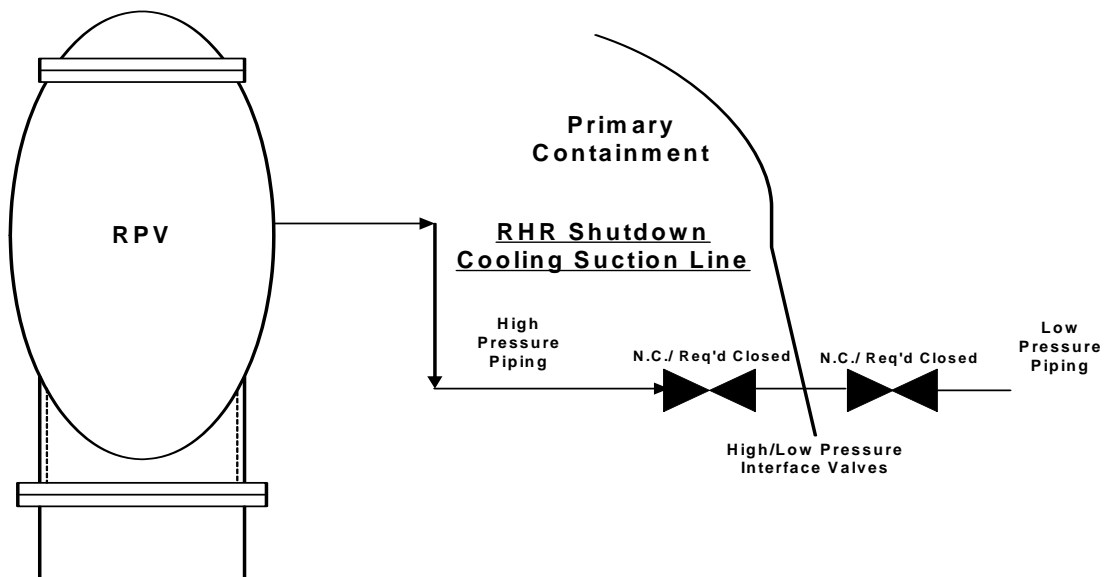 Primary
Containment
RPV
RHR Shutdown
Cooling Suction Line
High
Pressure
Piping
N.C./ Req'd Closed
N.C./ Req'd Closed
Low
Pressure
Piping
High/Low Pressure
Interface Valves